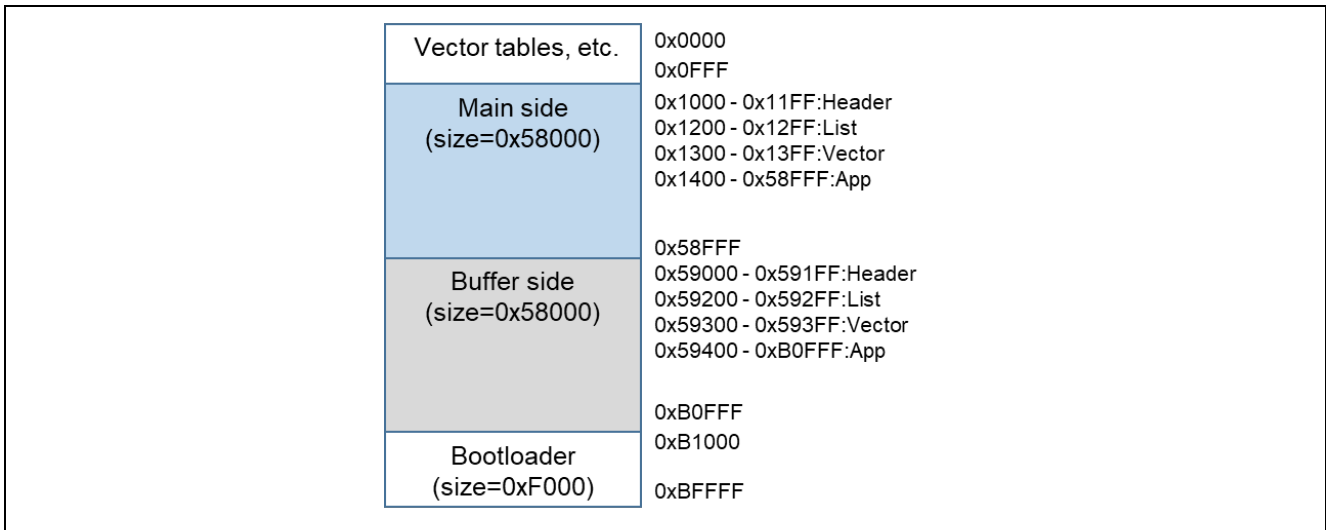 Vector tables, etc.
0x0000
0x0FFF
Main side
(size=0x58000)
0x1000 - 0x11FF:Header
0x1200 - 0x12FF:List
0x1300 - 0x13FF:Vector
0x1400 - 0x58FFF:App
0x58FFF
Buffer side
(size=0x58000)
0x59000 - 0x591FF:Header
0x59200 - 0x592FF:List
0x59300 - 0x593FF:Vector
0x59400 - 0xB0FFF:App
0xB0FFF
0xB1000
Bootloader
(size=0xF000)
0xBFFFF